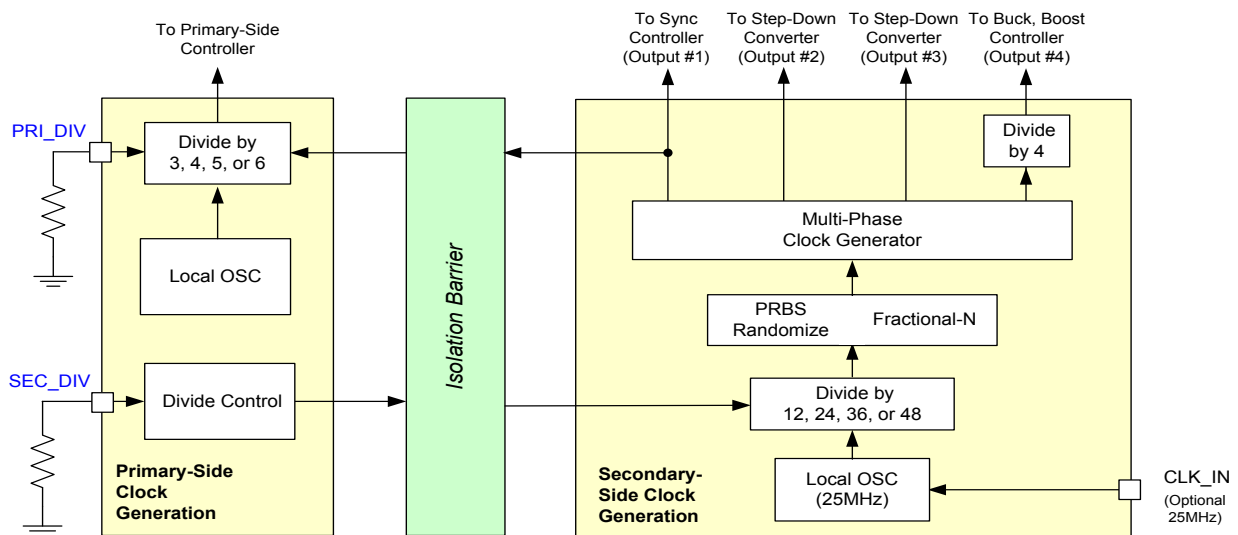 To Primary-Side
Controller
To Sync
Controller
(Output #1)
To Step-Down
Converter
(Output #2)
To Step-Down
Converter
(Output #3)
To Buck, Boost
Controller
(Output #4)
PRI_DIV
Divide by
3, 4, 5, or 6
Local OSC
SEC_DIV
Divide Control
Primary-Side
Clock
Generation
Isolation Barrier
Divide
by 4
Multi-Phase
Clock Generator
PRBS
Randomize
Fractional-N
Divide by
12, 24, 36, or 48
Local OSC
(25MHz)
Secondary-
Side Clock
Generation
CLK_IN
(Optional
25MHz)